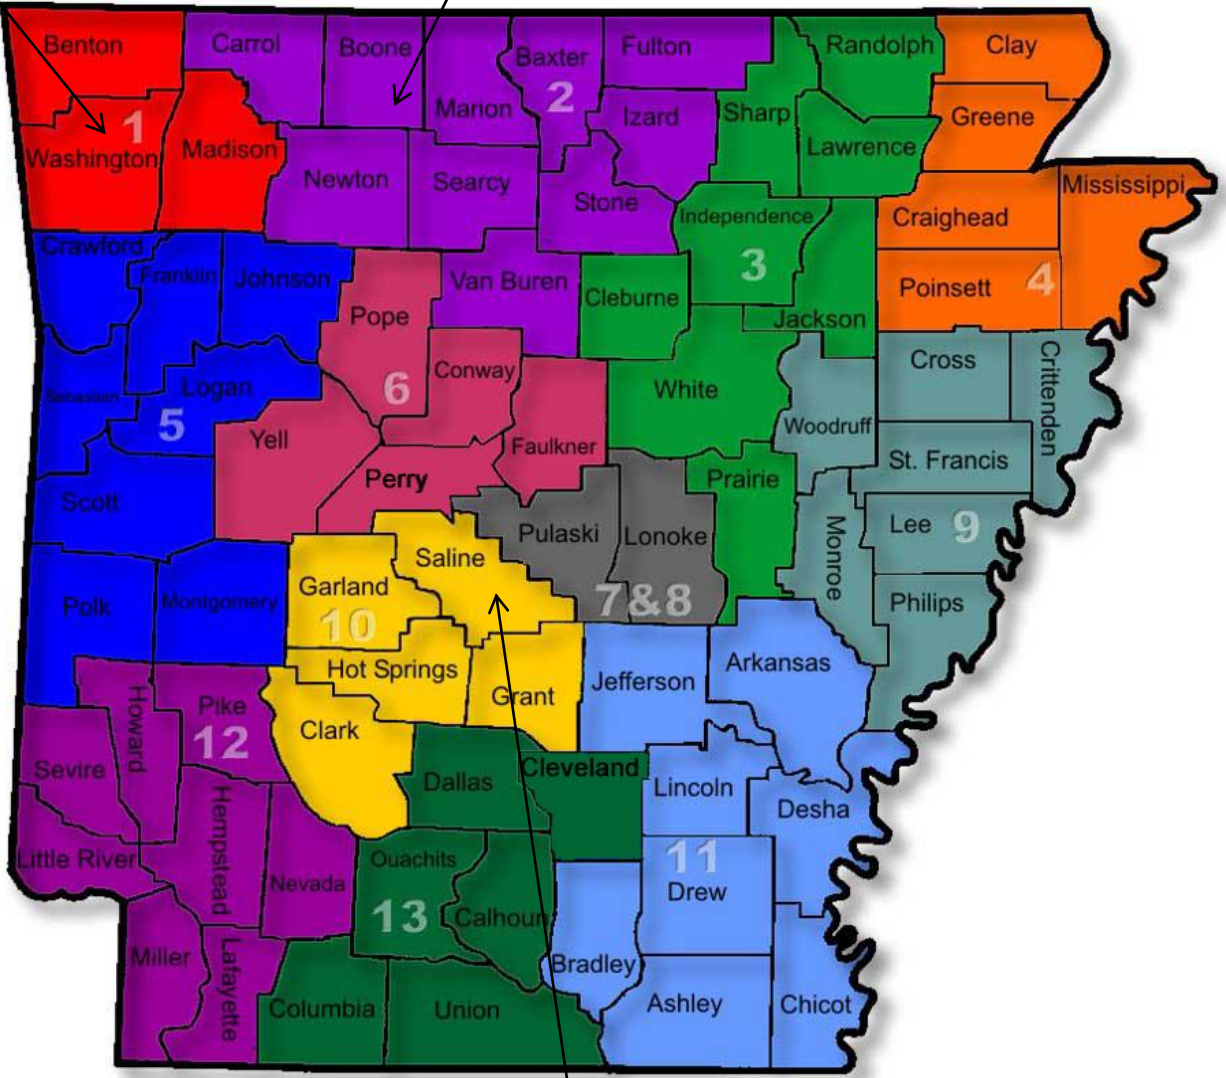 Benton
Carrol
Boone
Marion
Baxter
2
Fulton
Izard
Sharp
Randolph
Lawrence
Clay
Greene
1
Washington
Madison
Newton
Searcy
Stone
Independence
3
Craighead
Mississippi
Poinsett
4
Crawford
Franklin
Johnson
Pope
Van Buren
Cleburne
Jackson
Sebastian
Logan
5
6
Conway
White
Woodruff
Cross
Crittenden
Yell
Faulkner
St. Francis
Scott
Perry
Prairie
Pulaski
Lonoke
7&8
Monroe
Lee
9
Philips
Polk
Montgomery
Garland
10
Saline
Hot Springs
Grant
Clark
Jefferson
Arkansas
Howard
Pike
12
Sevire
Dallas
Cleveland
Lincoln
Desha
Little River
Hempstead
Nevada
Ouachits
13
Calhoun
11
Drew
Bradley
Miller
Lafayette
Columbia
Union
Ashley
Chicot